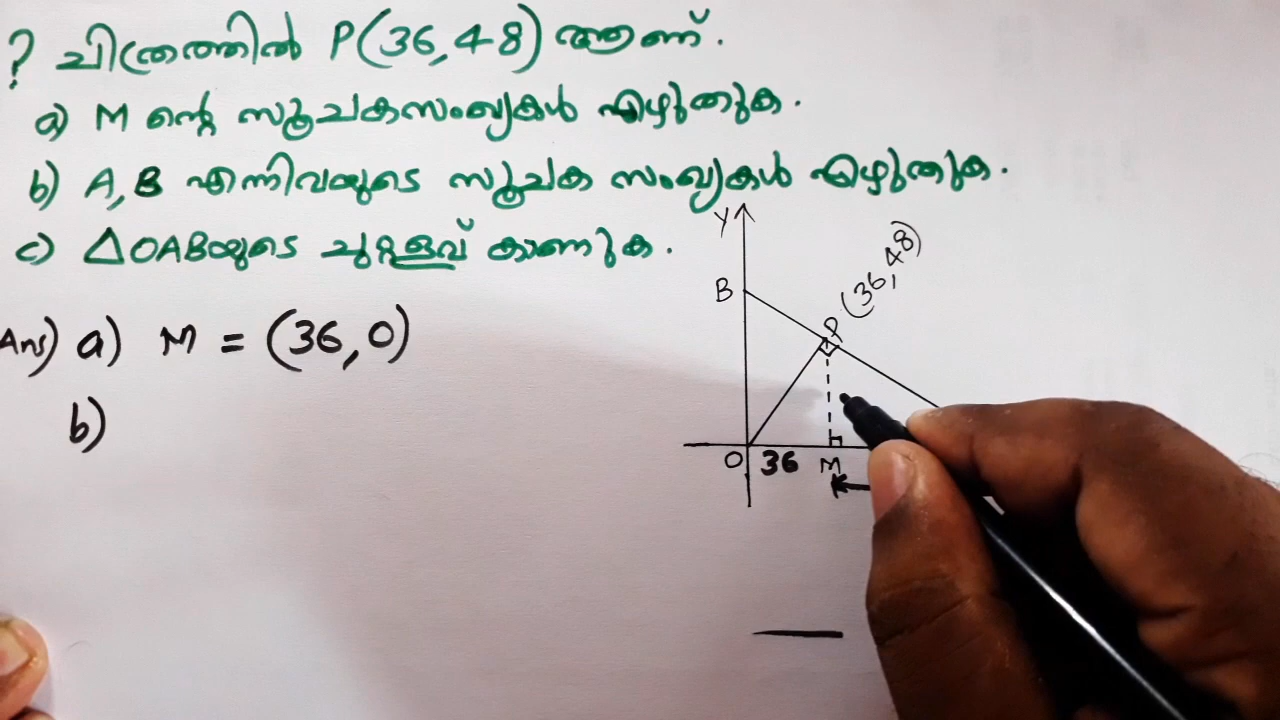 ? ചിത്രത്തിൽ P(36,48) ആണ്.
a) M ന്റെ സൂചകസംഖ്യകൾ എഴുതുക.
b) A, B എന്നിവയുടെ സൂചക സംഖ്യകൾ എഴുതുക.
c) △OABയുടെ ചുറ്റളവ് കാണുക.
Y
B
P (36,48)
O 36 M
Ans) a) M = (36,0)
b)